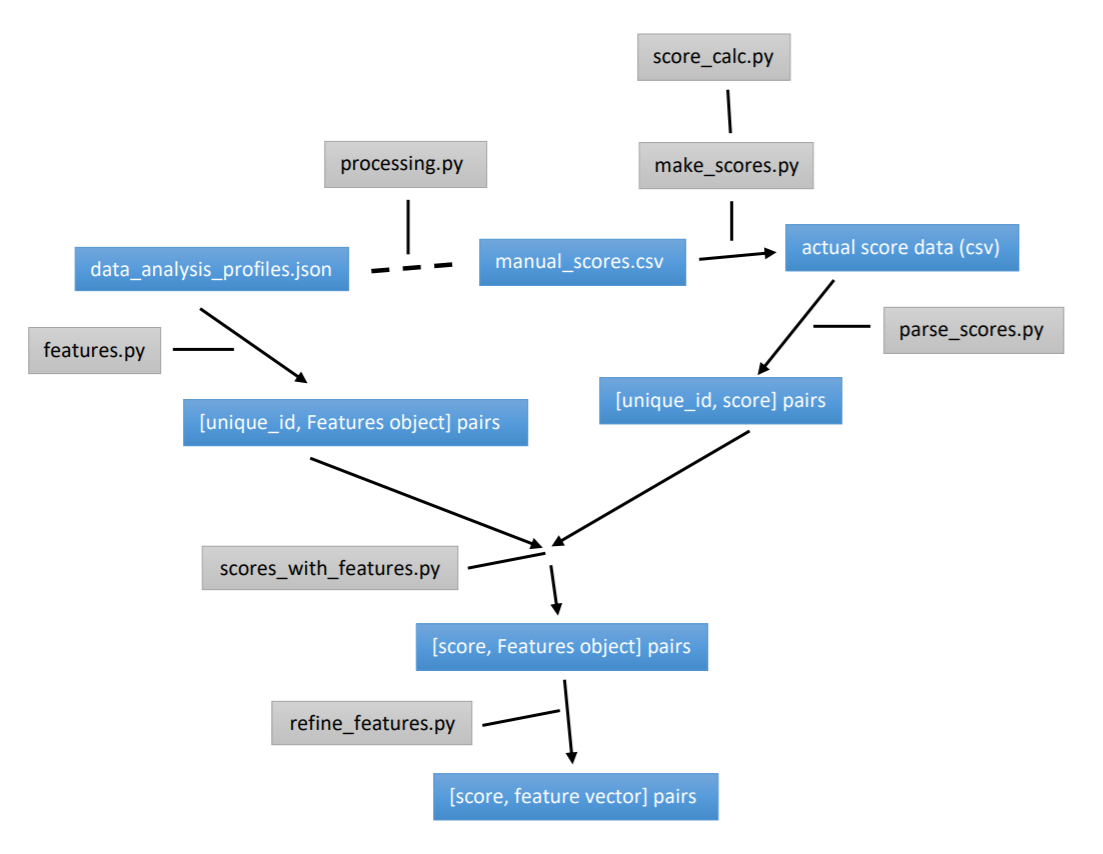 score_calc.py
processing.py
make_scores.py
data_analysis_profiles.json
manual_scores.csv
actual score data (csv)
features.py
parse_scores.py
[unique_id, Features object] pairs
[unique_id, score] pairs
scores_with_features.py
[score, Features object] pairs
refine_features.py
[score, feature vector] pairs